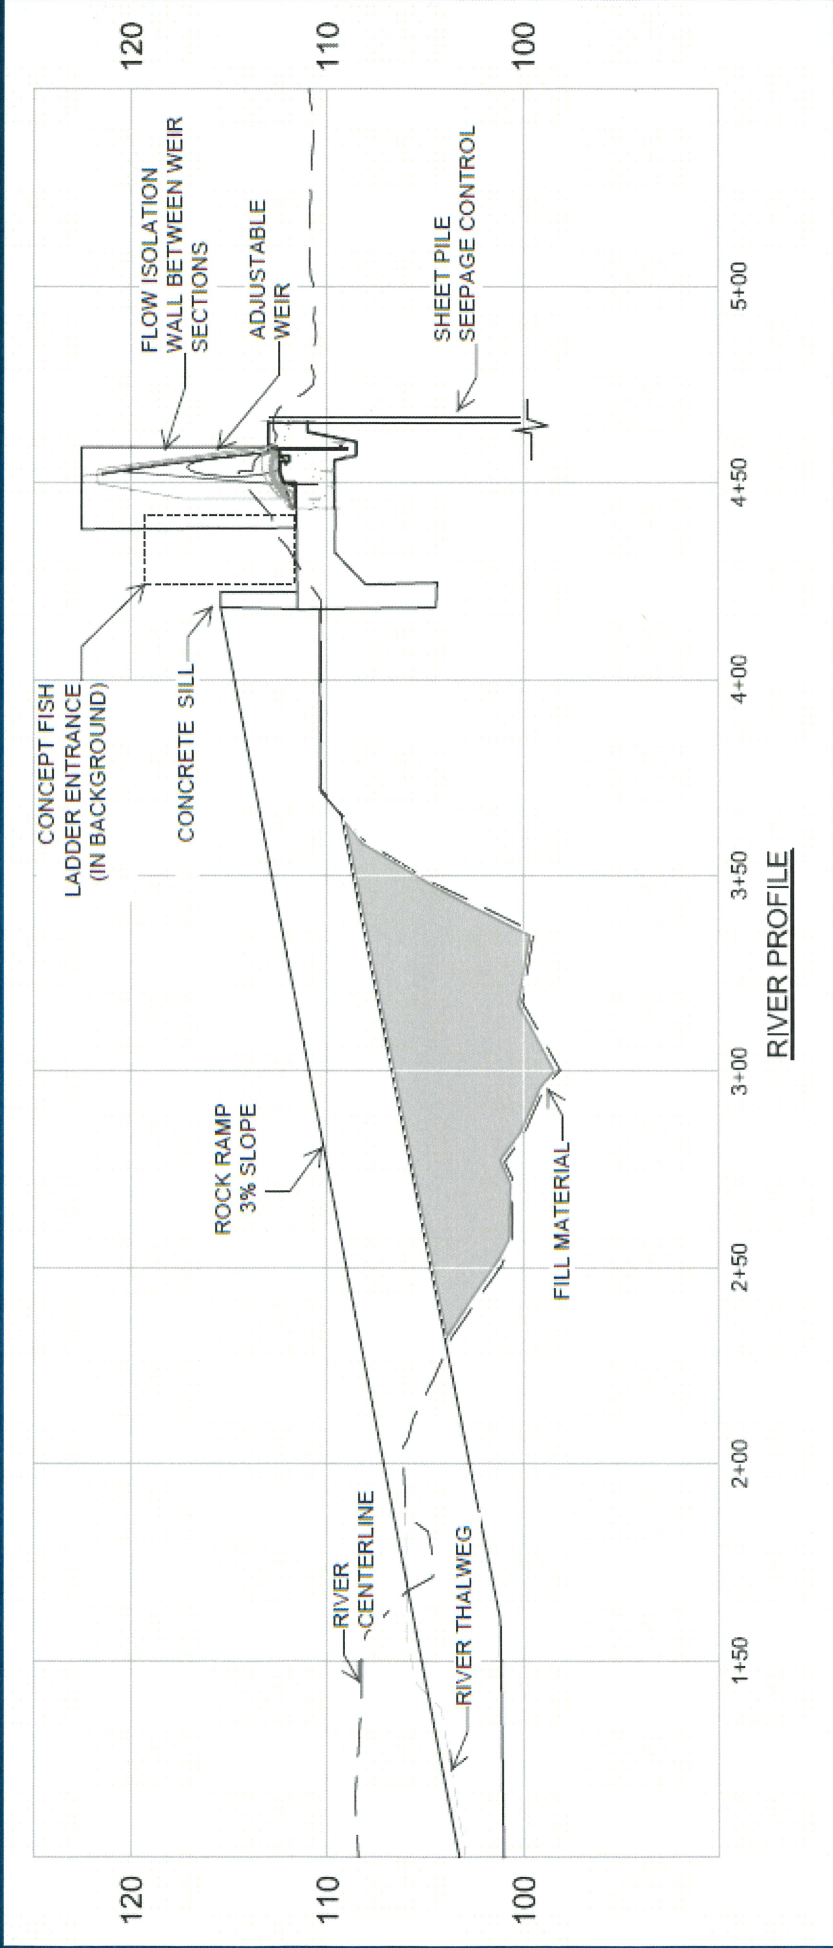 120
110
100
FLOW ISOLATION
WALL BETWEEN WEIR
SECTIONS
ADJUSTABLE
WEIR
SHEET PILE
SEEPAGE CONTROL
CONCEPT FISH
LADDER ENTRANCE
(IN BACKGROUND)
CONCRETE SILL
ROCK RAMP
3% SLOPE
FILL MATERIAL
RIVER
CENTERLINE
RIVER THALWEG
120
110
100
1+50
2+00
2+50
3+00
3+50
4+00
4+50
5+00
RIVER PROFILE